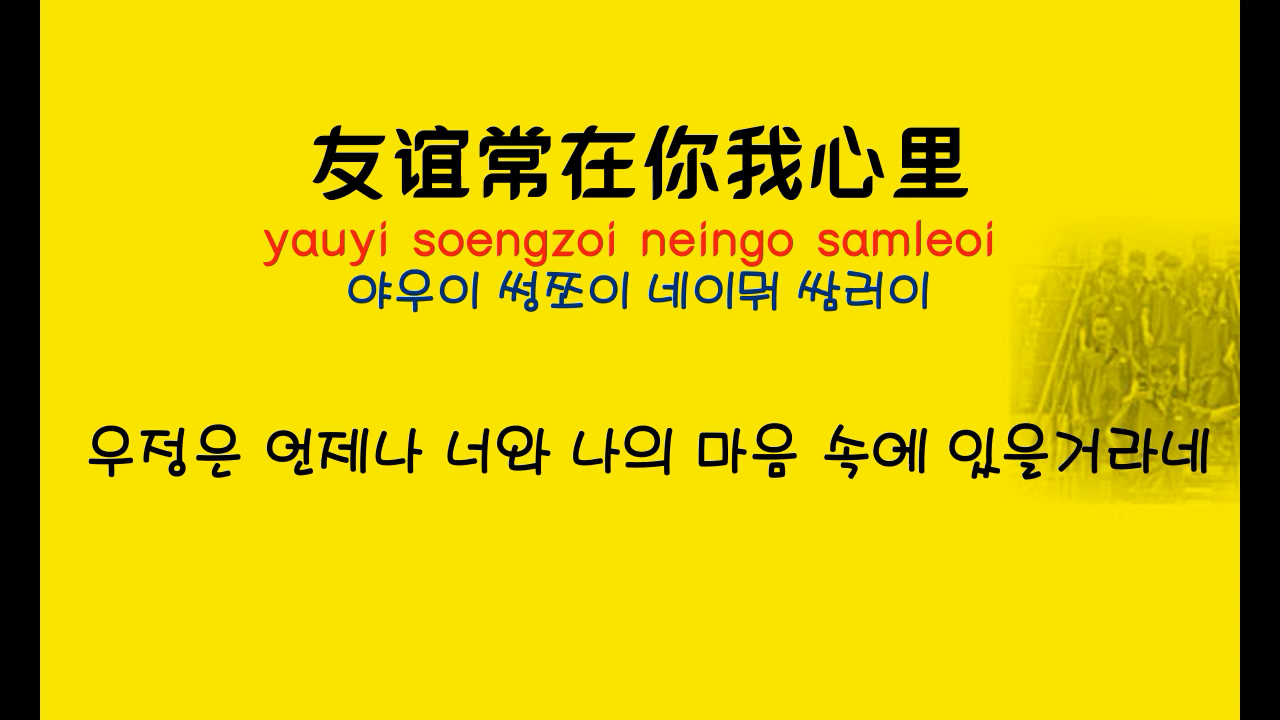 友谊常在你我心里
yauyi soengzoi neingo samleoi
야우이 썽쪼이 네이뭐 쌈러이
우정은 언제나 너와 나의 마음 속에 있을거라네